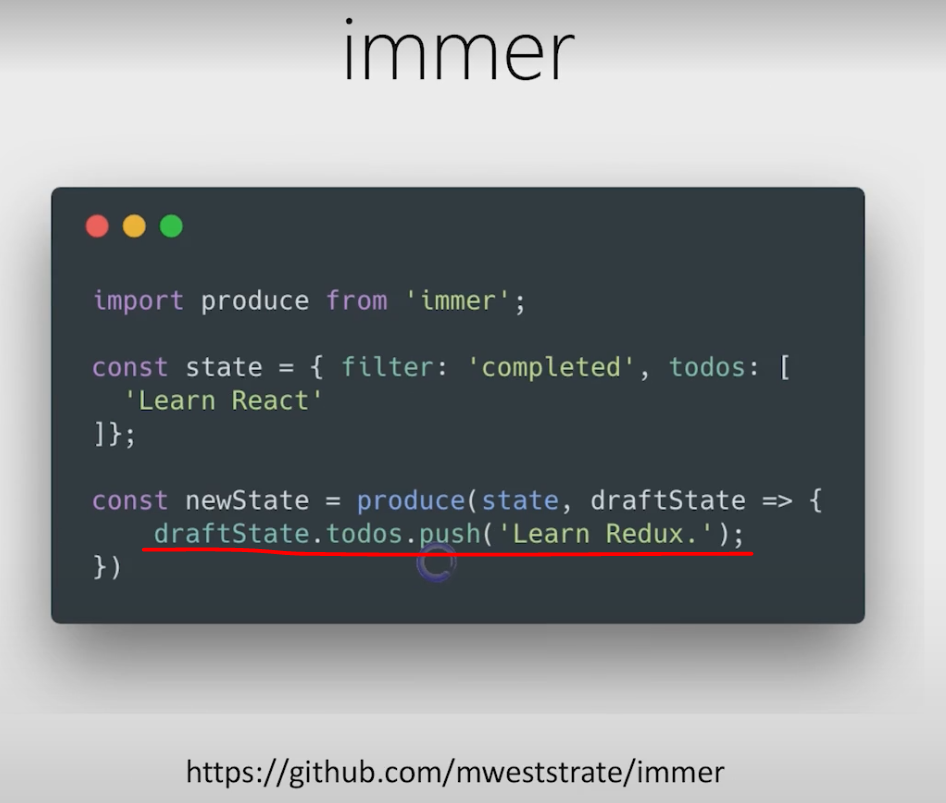 immer
import produce from 'immer';
const state = { filter: 'completed', todos: [
'Learn React'
]};
const newState = produce(state, draftState => {
draftState.todos.push('Learn Redux.');
})
https://github.com/mweststrate/immer